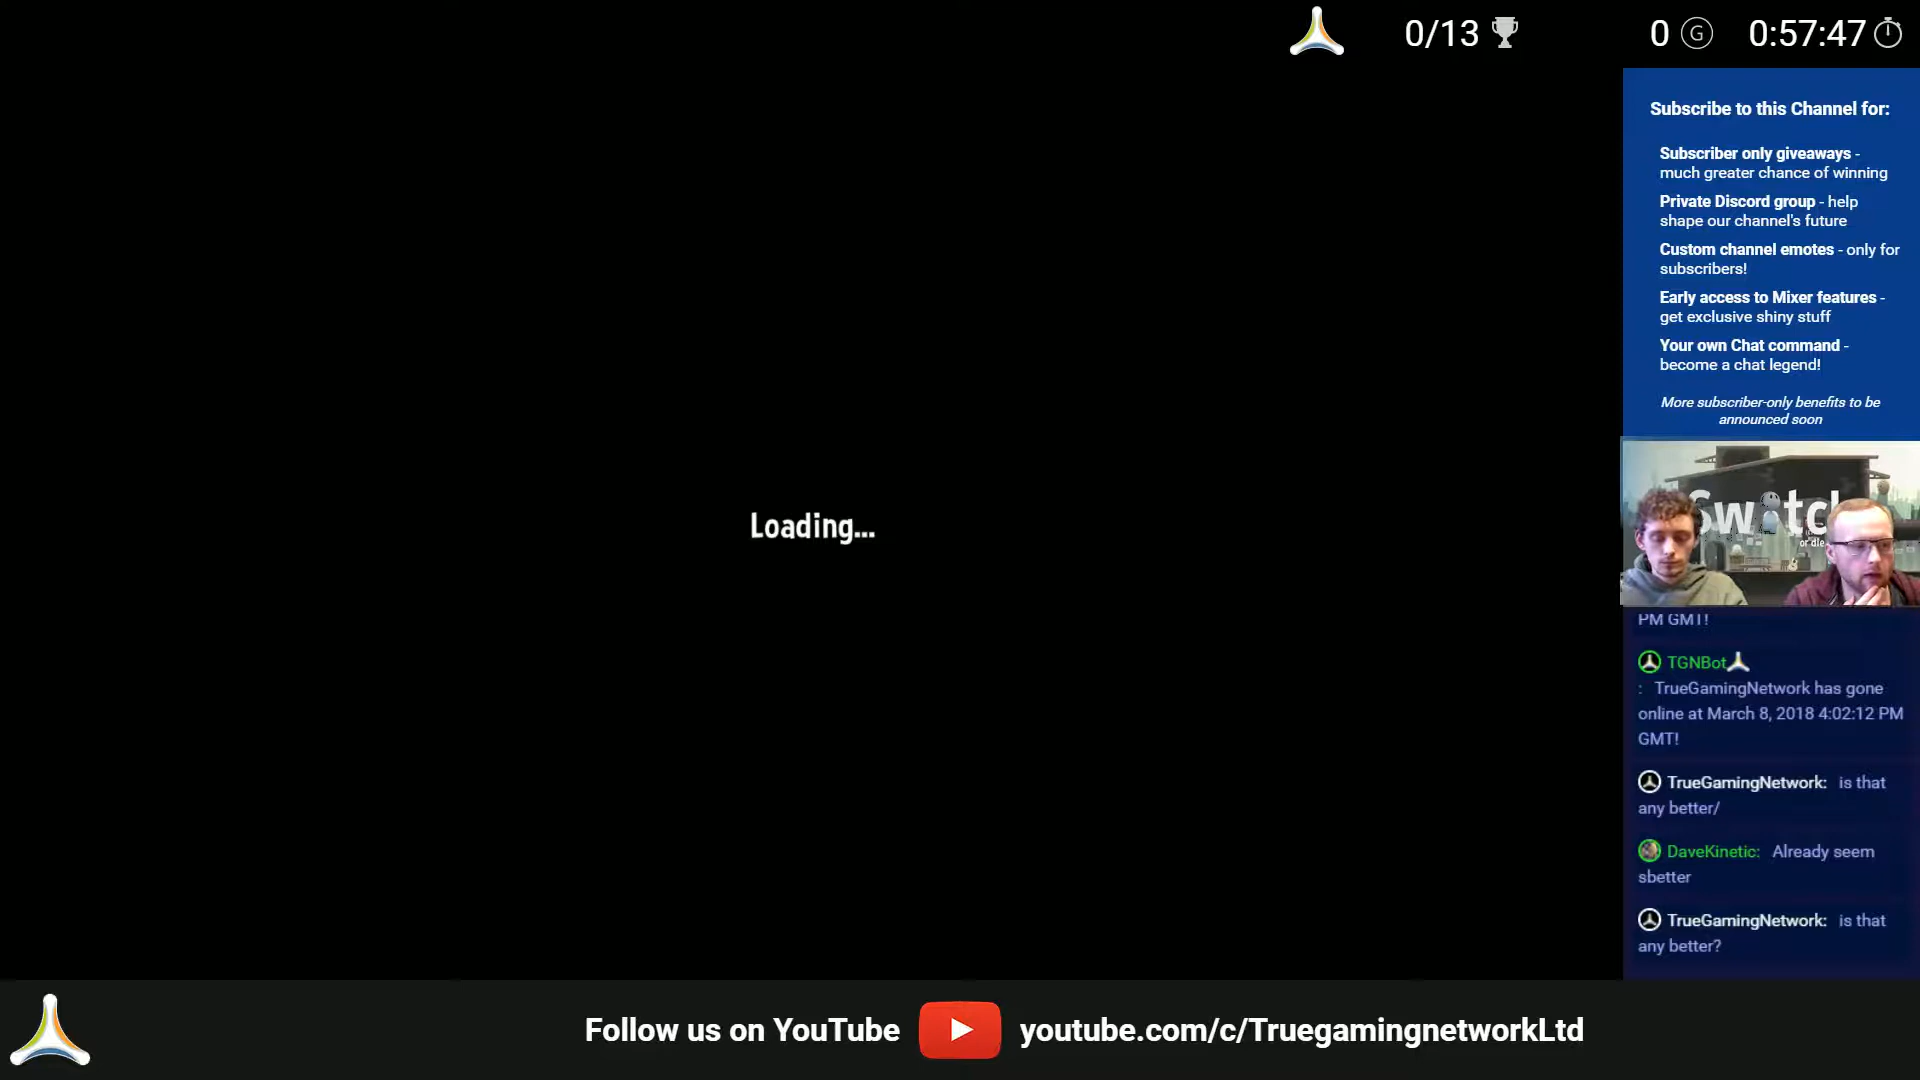 0/13
0 G 0:57:47
Subscribe to this Channel for:
Subscriber only giveaways -
much greater chance of winning
Private Discord group - help
shape our channel's future
Custom channel emotes - only for
subscribers!
Early access to Mixer features -
get exclusive shiny stuff
Your own Chat command -
become a chat legend!
More subscriber-only benefits to be
announced soon
Loading...
or die
PM GMT!
TGNBot
: TrueGamingNetwork has gone
online at March 8, 2018 4:02:12 PM
GMT!
TrueGamingNetwork: is that
any better/
DaveKinetic: Already seem
sbetter
TrueGamingNetwork: is that
any better?
Follow us on YouTube youtube.com/c/TruegamingnetworkLtd